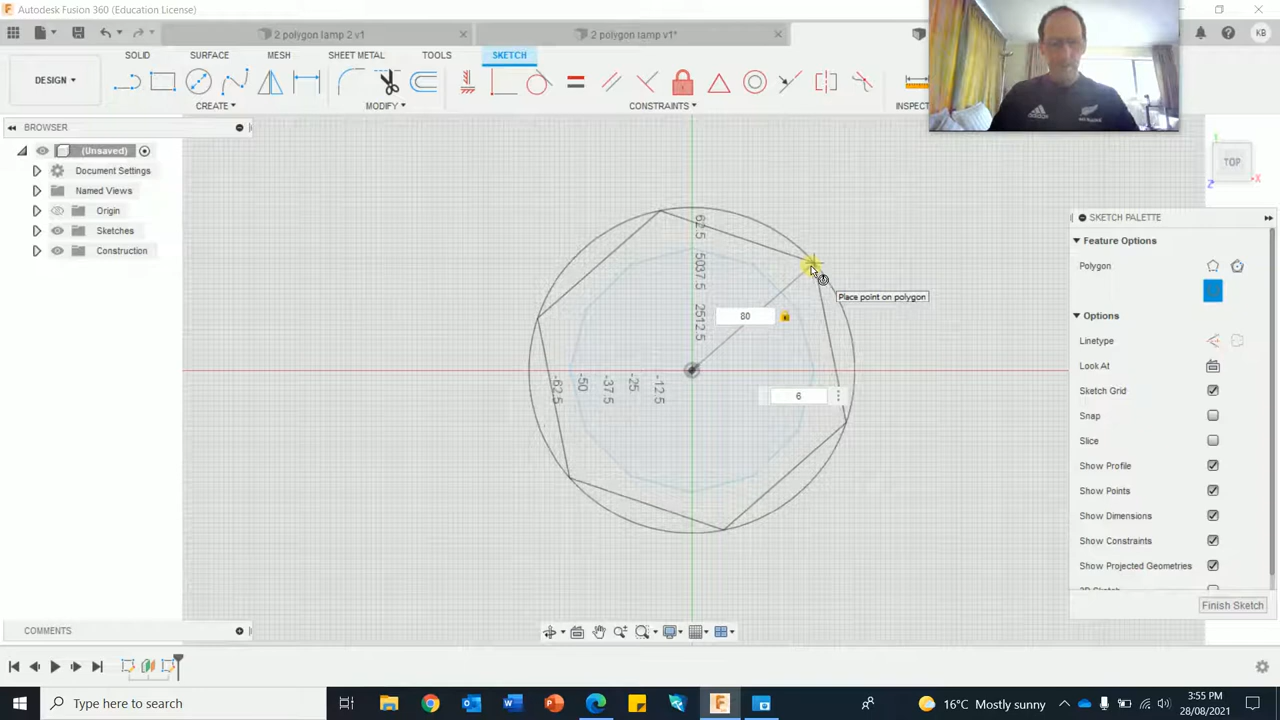 Autodesk Fusion 360 (Education License)
2 polygon lamp 2 v1
2 polygon lamp v1*
KB
SOLID
SURFACE
MESH
SHEET METAL
TOOLS
SKETCH
DESIGN
CREATE
MODIFY
CONSTRAINTS
INSPECT
adidas
BROWSER
(Unsaved)
Document Settings
Named Views
Origin
Sketches
Construction
TOP
X
Z
SKETCH PALETTE
Feature Options
Polygon
Options
Linetype
Look At
Sketch Grid
Snap
Slice
Show Profile
Show Points
Show Dimensions
Show Constraints
Show Projected Geometries
Finish Sketch
62.5
50
37.5
25
12.5
Place point on polygon
80
-62.5
-50
-37.5
-25
-12.5
6
COMMENTS
Type here to search
16°C Mostly sunny
3:55 PM
28/08/2021